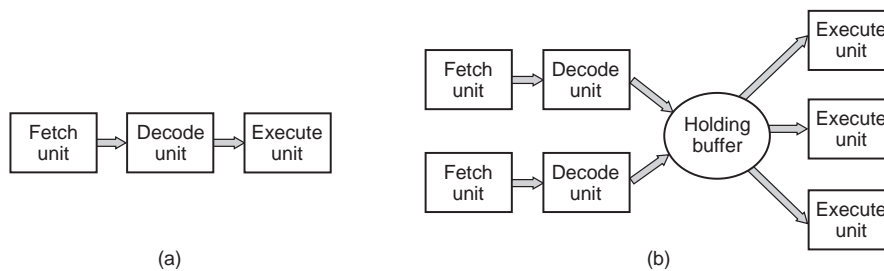 Fetch
unit
Decode
unit
Execute
unit
(a)
Fetch
unit
Decode
unit
Fetch
unit
Decode
unit
Holding
buffer
Execute
unit
Execute
unit
Execute
unit
(b)